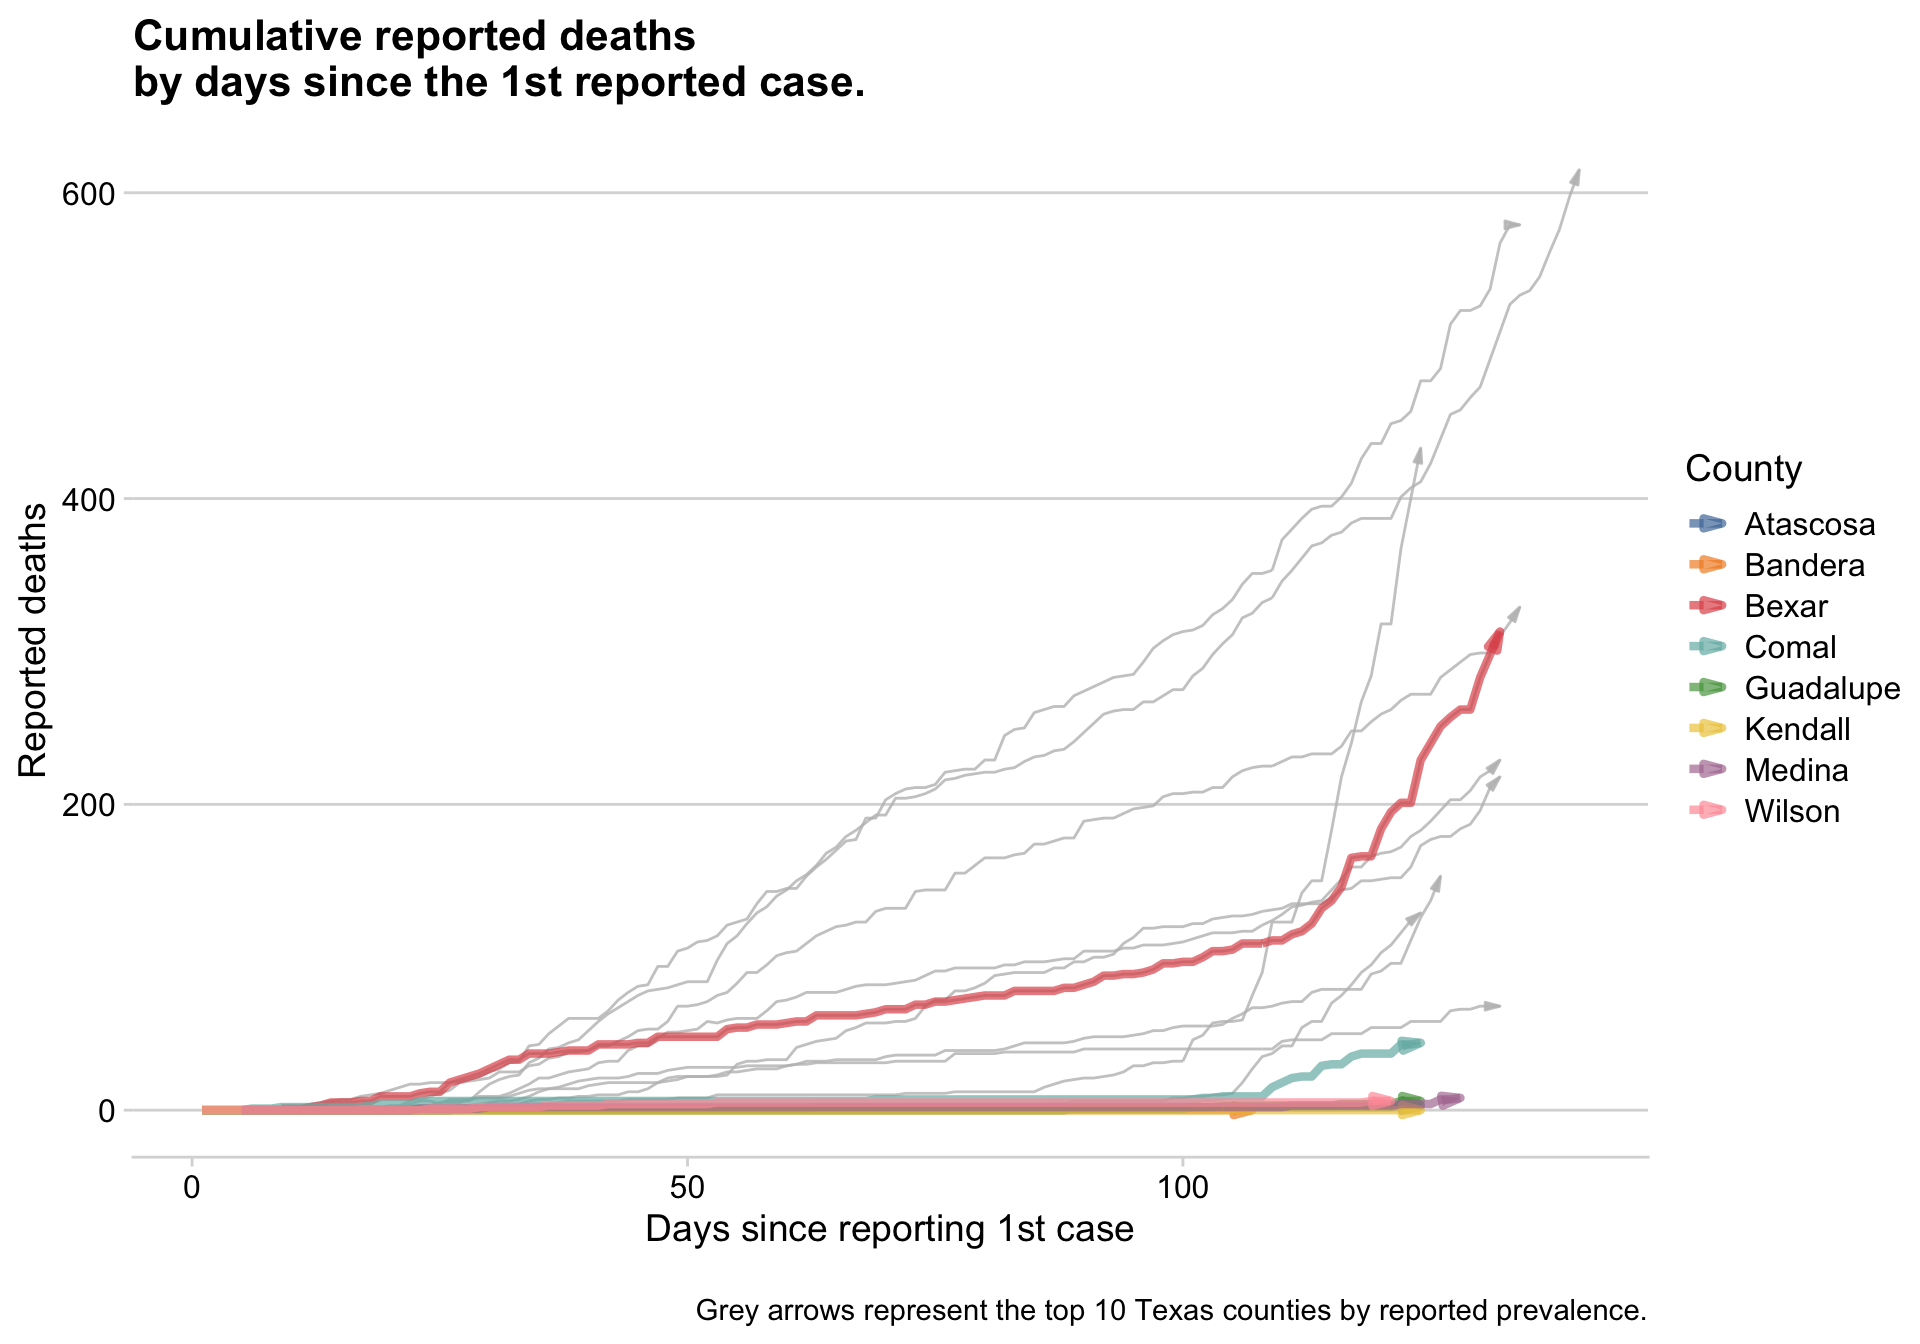 Cumulative reported deaths
by days since the 1st reported case.
600
400
200
0
Reported deaths
0 50 100
Days since reporting 1st case
County
Atascosa
Bandera
Bexar
Comal
Guadalupe
Kendall
Medina
Wilson
Grey arrows represent the top 10 Texas counties by reported prevalence.